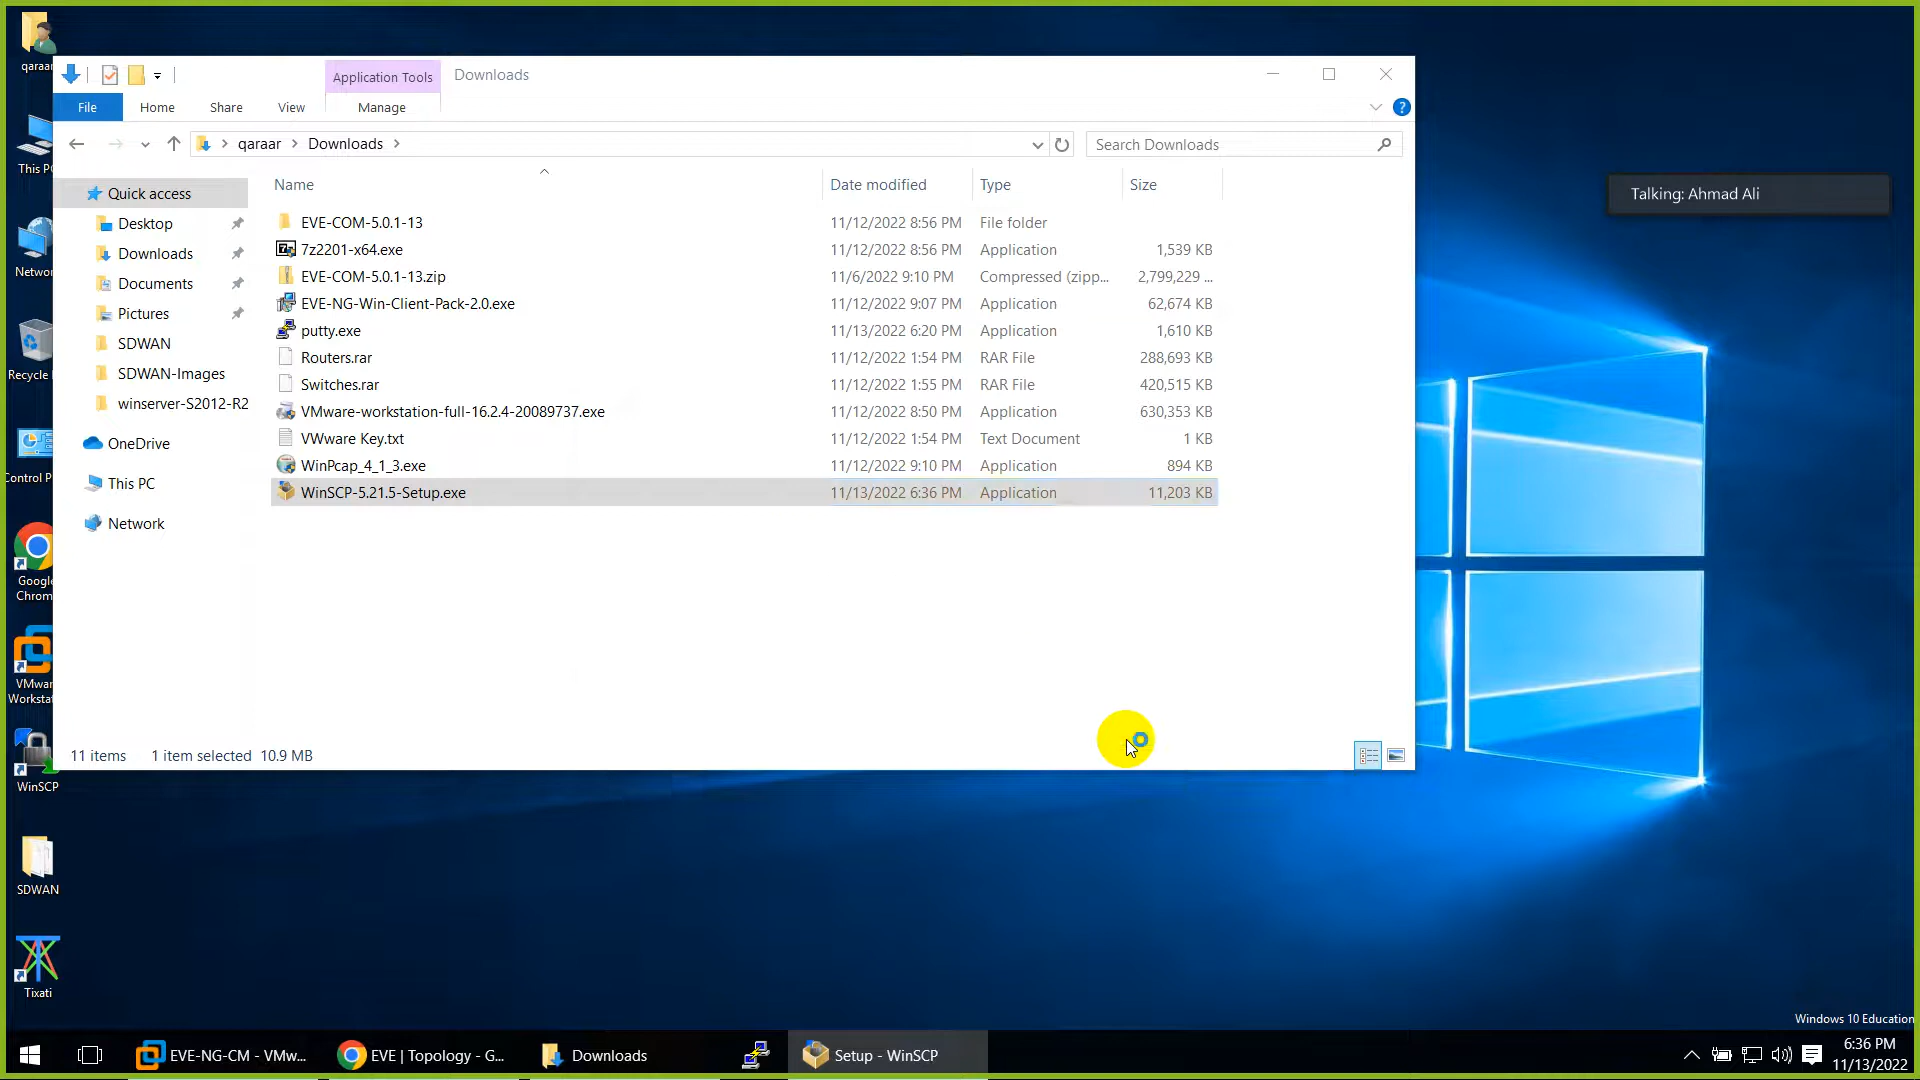 qaraar
This PC
Networ
Recycle
Control P
Google
Chrom
VMwar
Workstat
WinSCP
SDWAN
Tixati
Application Tools
Downloads
File
Home
Share
View
Manage
qaraar
Downloads
Search Downloads
Quick access
Desktop
Downloads
Documents
Pictures
SDWAN
SDWAN-Images
winserver-S2012-R2
OneDrive
This PC
Network
Name Date modified Type Size
EVE-COM-5.0.1-13 11/12/2022 8:56 PM File folder
7z2201-x64.exe 11/12/2022 8:56 PM Application 1,539 KB
EVE-COM-5.0.1-13.zip 11/6/2022 9:10 PM Compressed (zipp... 2,799,229 ...
EVE-NG-Win-Client-Pack-2.0.exe 11/12/2022 9:07 PM Application 62,674 KB
putty.exe 11/13/2022 6:20 PM Application 1,610 KB
Routers.rar 11/12/2022 1:54 PM RAR File 288,693 KB
Switches.rar 11/12/2022 1:55 PM RAR File 420,515 KB
VMware-workstation-full-16.2.4-20089737.exe 11/12/2022 8:50 PM Application 630,353 KB
VWware Key.txt 11/12/2022 1:54 PM Text Document 1 KB
WinPcap_4_1_3.exe 11/12/2022 9:10 PM Application 894 KB
WinSCP-5.21.5-Setup.exe 11/13/2022 6:36 PM Application 11,203 KB
11 items 1 item selected 10.9 MB
Talking: Ahmad Ali
Windows 10 Education
EVE-NG-CM - VMw...
EVE | Topology - G...
Downloads
Setup - WinSCP
6:36 PM
11/13/2022